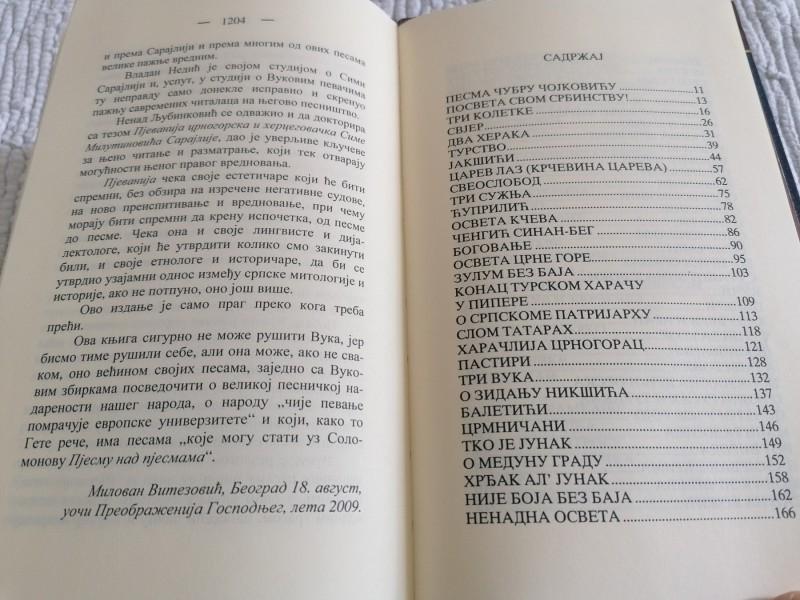 — 1204 —
и према Сарајлији и према многим од ових песама
велике пажње вредним.
Владан Недић је својом студијом о Сими
Сарајлији и, успут, у студији о Вуковим певачима
ту неправду само донекле исправно и скренуо
пажњу савремених читалаца на његово песништво.
Ненад Љубинковић се одважно и да докторира
са тезом Пјеванија црногорска и херцеговачка Симе
Милутиновића Сарајлије, дао је уверљиве кључеве
за њено читање и разматрање, који тек отварају
могућности њеног правог вредновања.
Пјеванија чека своје естетичаре који ће бити
спремни, без обзира на изречене негативне судове,
на ново преиспитивање и вредновање, при чему
морају бити спремни да крену испочетка, од песме
до песме. Чека она и своје лингвисте и дија-
лектологе, који ће утврдити колико смо закинути
били, и своје етнологе и историчаре, да би се
утврдио узајамни однос између српске митологије и
историје, ако не потпуно, оно још више.
Ово издање је само праг преко кога треба
прећи.
Ова књига сигурно не може рушити Вука, јер
бисмо тиме рушили себе, али она може, ако не сва-
ком, оно већином својих песама, заједно са Вуко-
вим збиркама посведочити о великој песничкој на-
дарености нашег народа, о народу „чије певање
помрачује европске универзитете“ и који, како то
Гете рече, има песама „које могу стати уз Соло-
монову Пјесму над пјесмама“.
Милован Витезовић, Београд 18. август,
уочи Преображенија Господњег, лета 2009.
САДРЖАЈ
ПЕСМА ЧУБРУ ЧОЈКОВИЋУ 11
ПОСВЕТА СВОМ СРБИНСТВУ! 13
ТРИ КОЛЕТКЕ 16
СВЈЕР 26
ДВА ХЕРАКА 31
ТУРСТВО 39
ЈАКШИЋИ 44
ЦАРЕВ ЛАЗ (КРЧЕВИНА ЦАРЕВА) 57
СВЕОСЛОБОД 62
ТРИ СУЖЊА 75
ЋУПРИЛИЋ 78
ОСВЕТА КЧЕВА 82
ЧЕНГИЋ СИНАН-БЕГ 86
БОГОВАЊЕ 90
ОСВЕТА ЦРНЕ ГОРЕ 95
ЗУЛУМ БЕЗ БАЈА 103
КОНАЦ ТУРСКОМ ХАРАЧУ
У ПИПЕРЕ 109
О СРПСКОМЕ ПАТРИЈАРХУ 113
СЛОМ ТАТАРАХ 118
ХАРАЧЛИЈА ЦРНОГОРАЦ 121
ПАСТИРИ 128
ТРИ ВУКА 132
О ЗИДАЊУ НИКШИЋА 137
БАЛЕТИЋИ 143
ЦРМНИЧАНИ 146
ТКО ЈЕ ЈУНАК 149
О МЕДУНУ ГРАДУ 152
ХРЂАК АЛ' ЈУНАК 158
НИЈЕ БОЈА БЕЗ БАЈА 162
НЕНАДНА ОСВЕТА 166